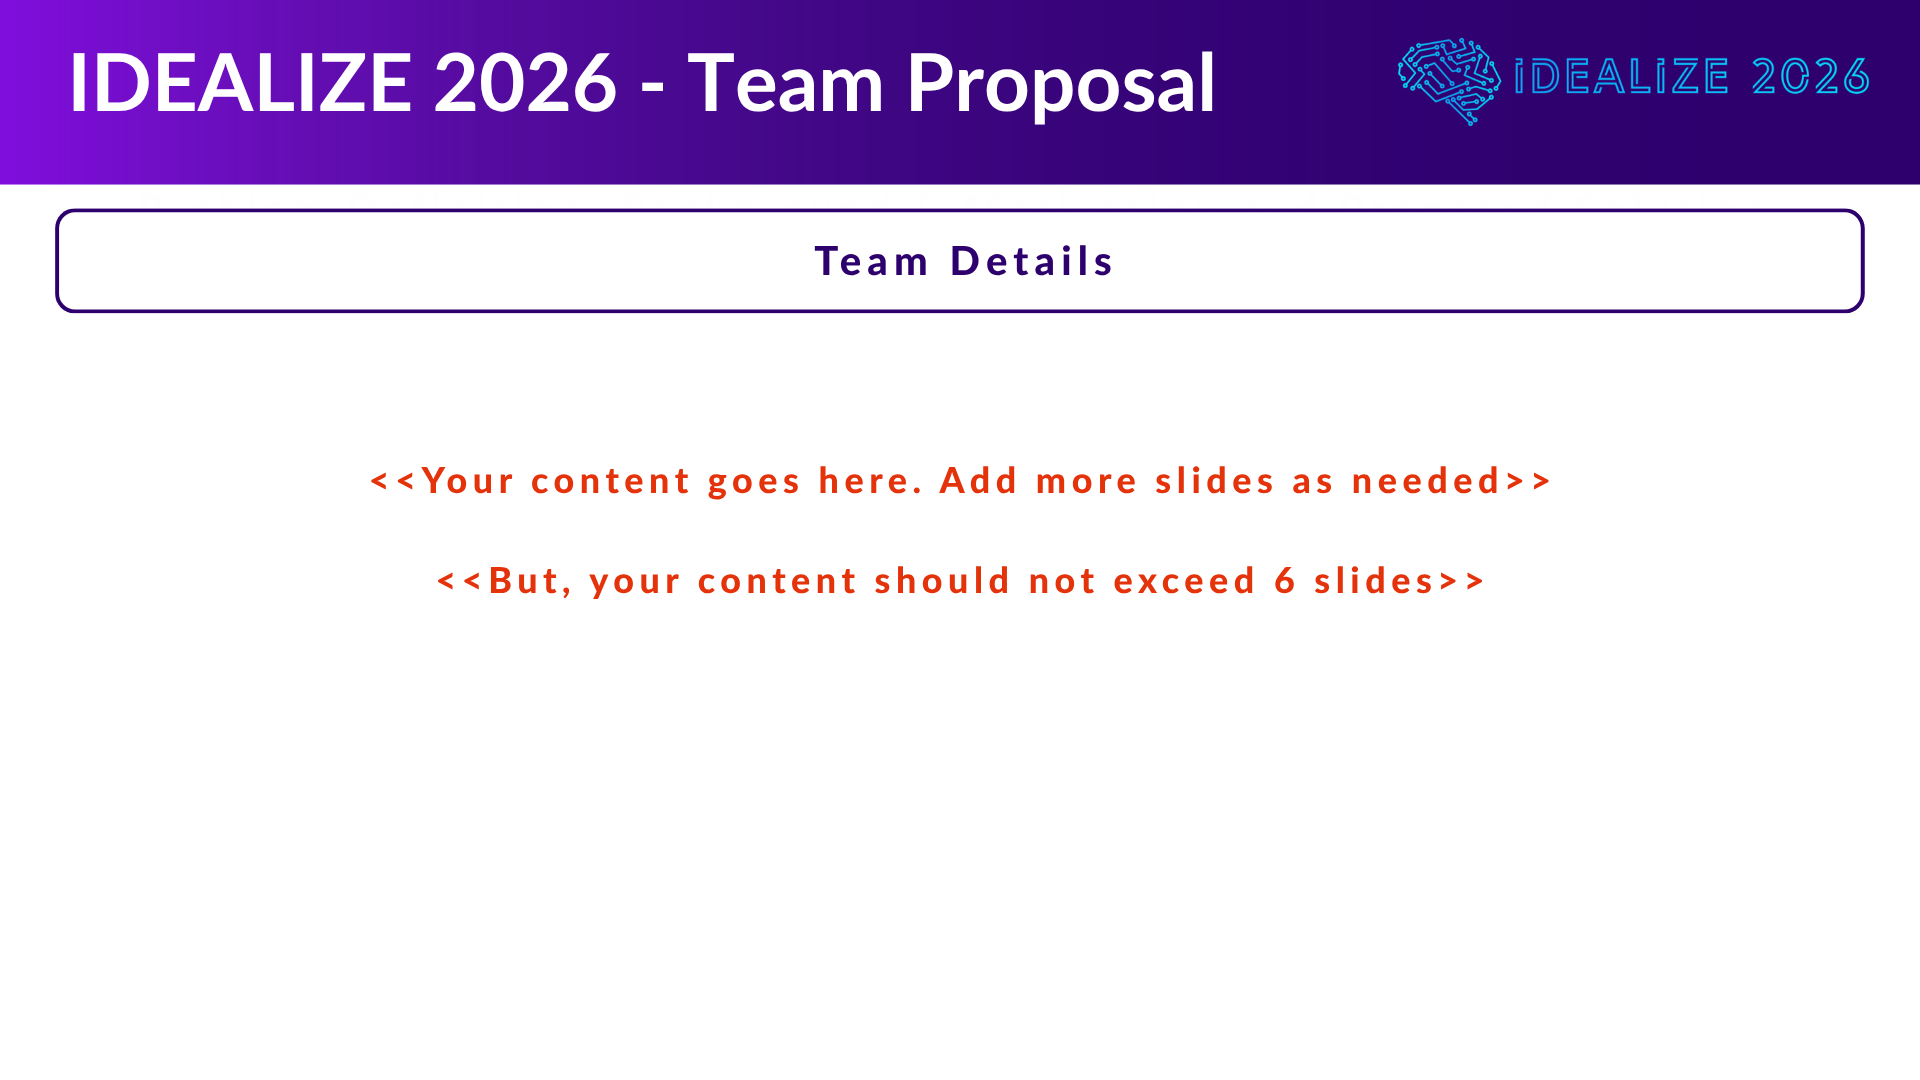 IDEALIZE 2026 - Team Proposal
iDEALiZE 2026
Team Details
<<Your content goes here. Add more slides as needed>>
<<But, your content should not exceed 6 slides>>